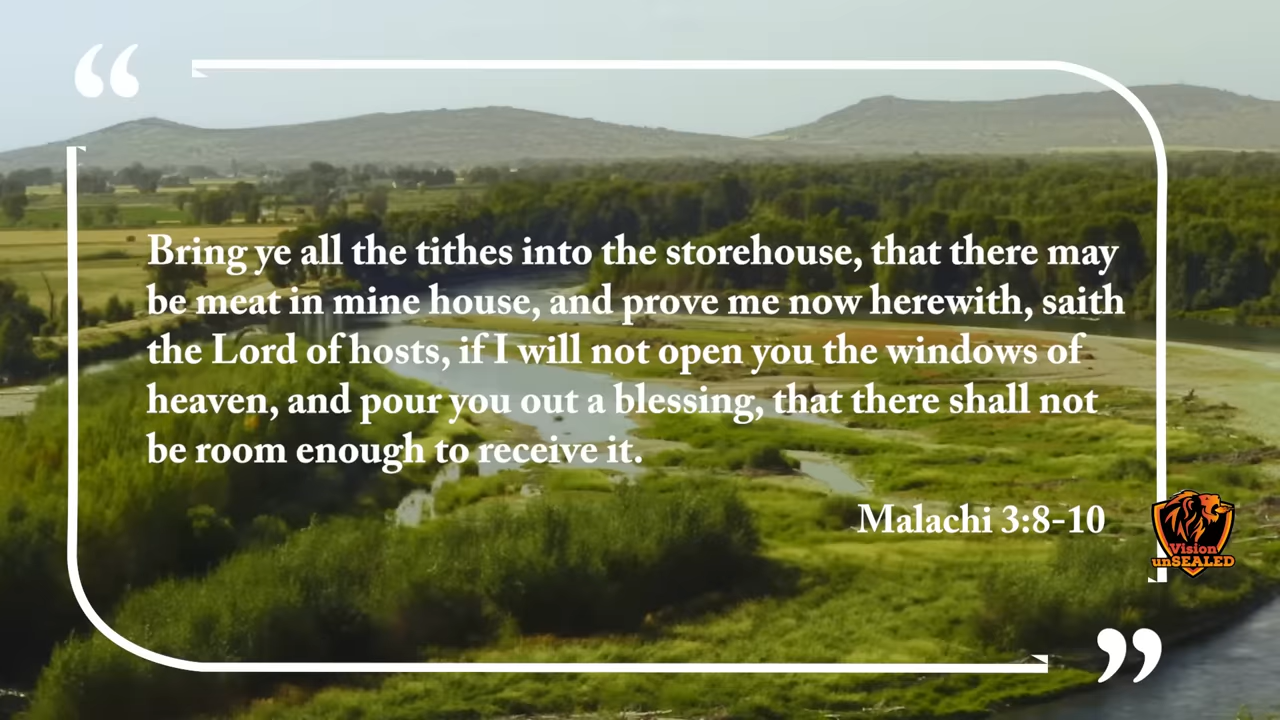 “
Bring ye all the tithes into the storehouse, that there may
be meat in mine house, and prove me now herewith, saith
the Lord of hosts, if I will not open you the windows of
heaven, and pour you out a blessing, that there shall not
be room enough to receive it.
Malachi 3:8-10
Vision
unSEALED
”